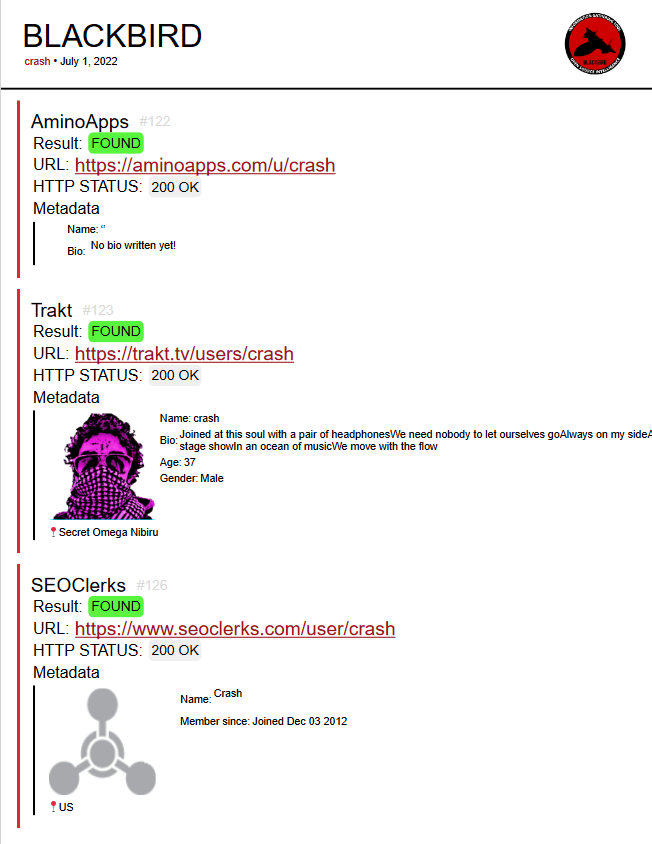 BLACKBIRD
crash • July 1, 2022
BLACKBIRD
AminoApps #122
Result: FOUND
URL: https://aminoapps.com/u/crash
HTTP STATUS: 200 OK
Metadata
Name: ‘’
Bio: No bio written yet!
Trakt #123
Result: FOUND
URL: https://trakt.tv/users/crash
HTTP STATUS: 200 OK
Metadata
Name: crash
Bio: Joined at this soul with a pair of headphonesWe need nobody to let ourselves goAlways on my sideA
stage showIn an ocean of musicWe move with the flow
Age: 37
Gender: Male
📍Secret Omega Nibiru
SEOClerks #126
Result: FOUND
URL: https://www.seoclerks.com/user/crash
HTTP STATUS: 200 OK
Metadata
Name: Crash
Member since: Joined Dec 03 2012
📍US